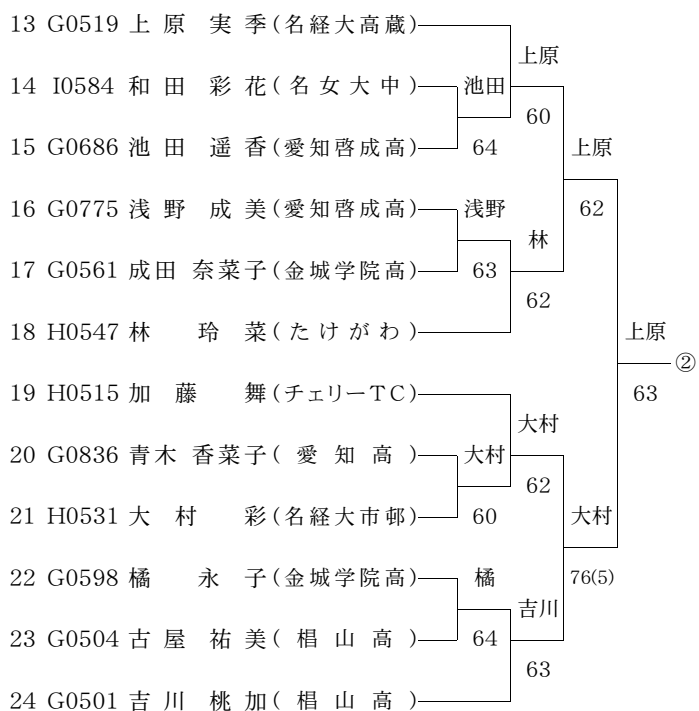 13 G0519 上原 実季(名経大高蔵)
上原
14 I0584 和田 彩花(名女大中)
池田
60
15 G0686 池田 遥香(愛知啓成高)
64
上原
16 G0775 浅野 成美(愛知啓成高)
浅野
62
林
17 G0561 成田 奈菜子(金城学院高)
63
62
18 H0547 林 玲菜(たけがわ)
上原
②
19 H0515 加藤 舞(チェリーTC)
63
大村
20 G0836 青木 香菜子(愛知高)
大村
62
21 H0531 大村 彩(名経大市邨)
60
大村
22 G0598 橘 永子(金城学院高)
橘
76(5)
吉川
23 G0504 古屋 祐美(椙山高)
64
63
24 G0501 吉川 桃加(椙山高)